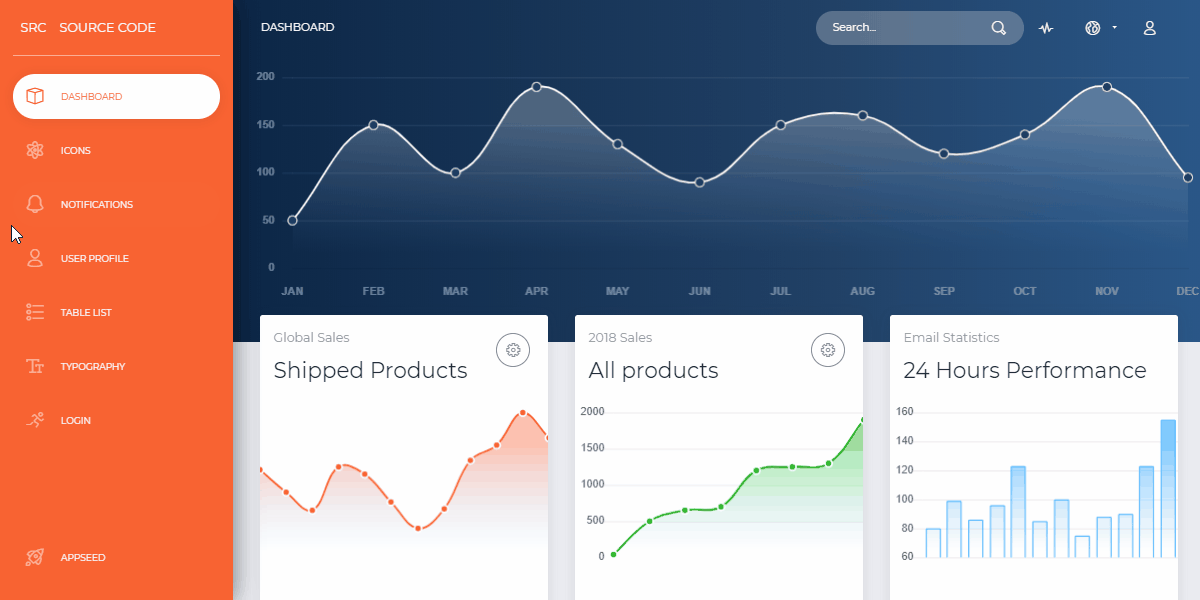 SRC SOURCE CODE
DASHBOARD
ICONS
NOTIFICATIONS
USER PROFILE
TABLE LIST
TYPOGRAPHY
LOGIN
APPSEED
DASHBOARD
Search...
200
150
100
50
0
JAN FEB MAR APR MAY JUN JUL AUG SEP OCT NOV DEC
Global Sales
Shipped Products
2018 Sales
All products
2000
1500
1000
500
0
Email Statistics
24 Hours Performance
160
140
120
100
80
60